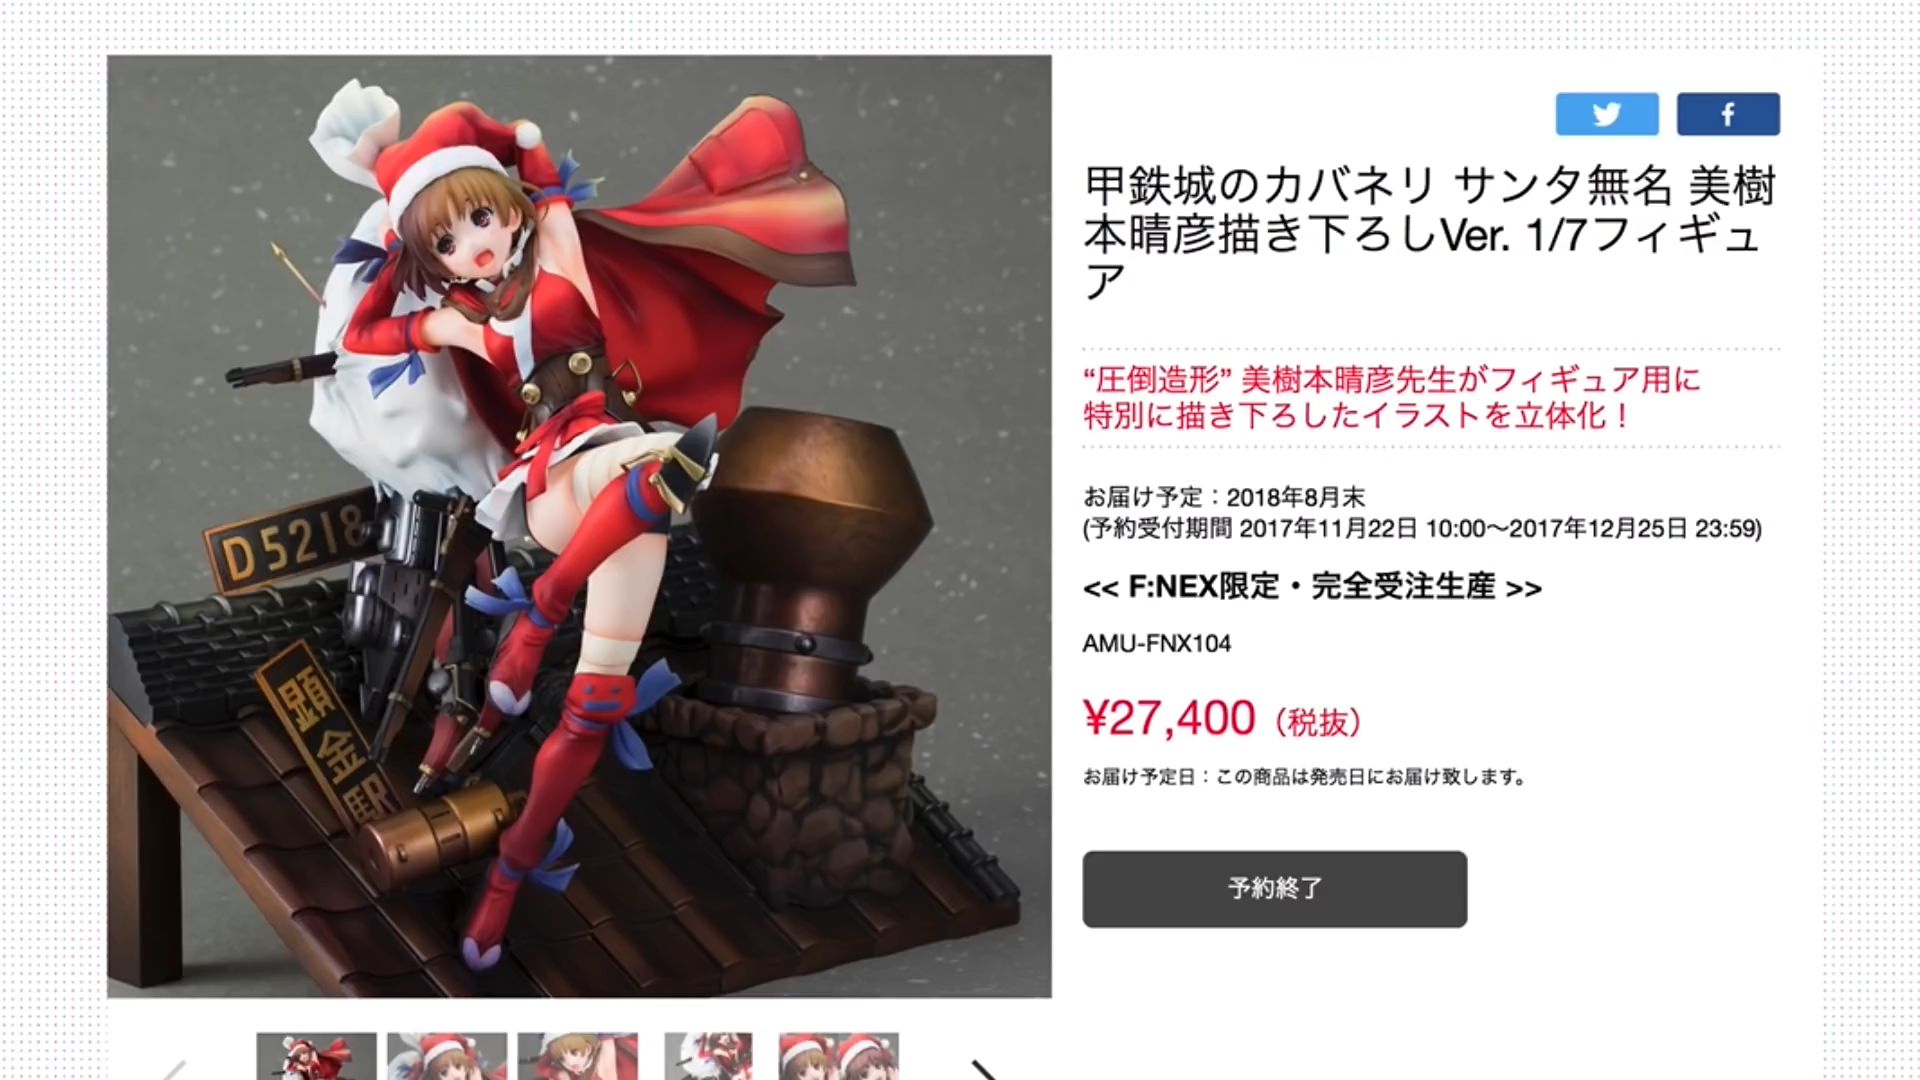 甲鉄城のカバネリ サンタ無名 美樹
本晴彦描き下ろしVer. 1/7フィギュ
ア
“圧倒造形” 美樹本晴彦先生がフィギュア用に
特別に描き下ろしたイラストを立体化！
お届け予定：2018年8月末
(予約受付期間 2017年11月22日 10:00〜2017年12月25日 23:59)
<< F:NEX限定・完全受注生産 >>
AMU-FNX104
¥27,400（税抜）
お届け予定日：この商品は発売日にお届け致します。
予約終了
D5218
顕金駅